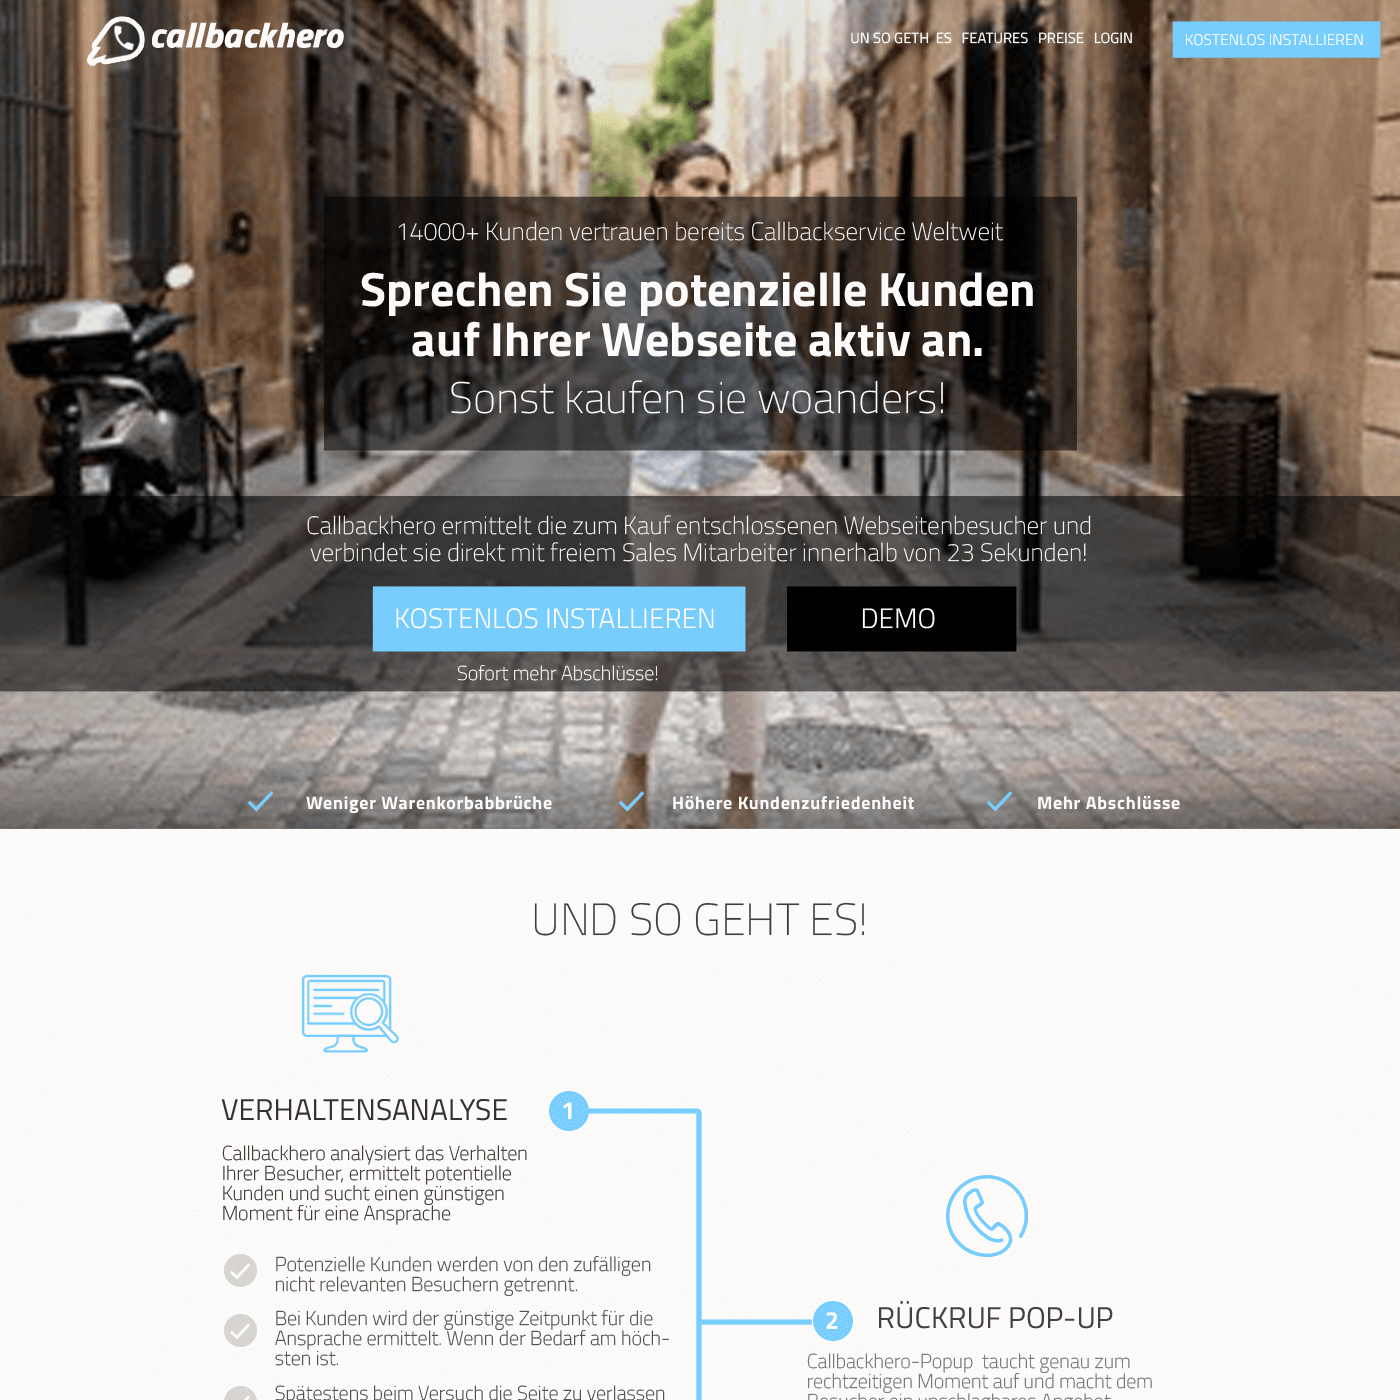 callbackhero
UN SO GETH ES FEATURES PREISE LOGIN
KOSTENLOS INSTALLIEREN
14000+ Kunden vertrauen bereits Callbackservice Weltweit
Sprechen Sie potenzielle Kunden
auf Ihrer Webseite aktiv an.
Sonst kaufen sie woanders!
Callbackhero ermittelt die zum Kauf entschlossenen Webseitenbesucher und
verbindet sie direkt mit freiem Sales Mitarbeiter innerhalb von 23 Sekunden!
KOSTENLOS INSTALLIEREN
DEMO
Sofort mehr Abschlüsse!
Weniger Warenkorbabbrüche
Höhere Kundenzufriedenheit
Mehr Abschlüsse
UND SO GEHT ES!
VERHALTENSANALYSE
1
Callbackhero analysiert das Verhalten
Ihrer Besucher, ermittelt potentielle
Kunden und sucht einen günstigen
Moment für eine Ansprache
Potenzielle Kunden werden von den zufälligen
nicht relevanten Besuchern getrennt.
Bei Kunden wird der günstige Zeitpunkt für die
Ansprache ermittelt. Wenn der Bedarf am höch-
sten ist.
Spätestens beim Versuch die Seite zu verlassen
2
RÜCKRUF POP-UP
Callbackhero-Popup taucht genau zum
rechtzeitigen Moment auf und macht dem
Besucher ein unschlagbares Angebot